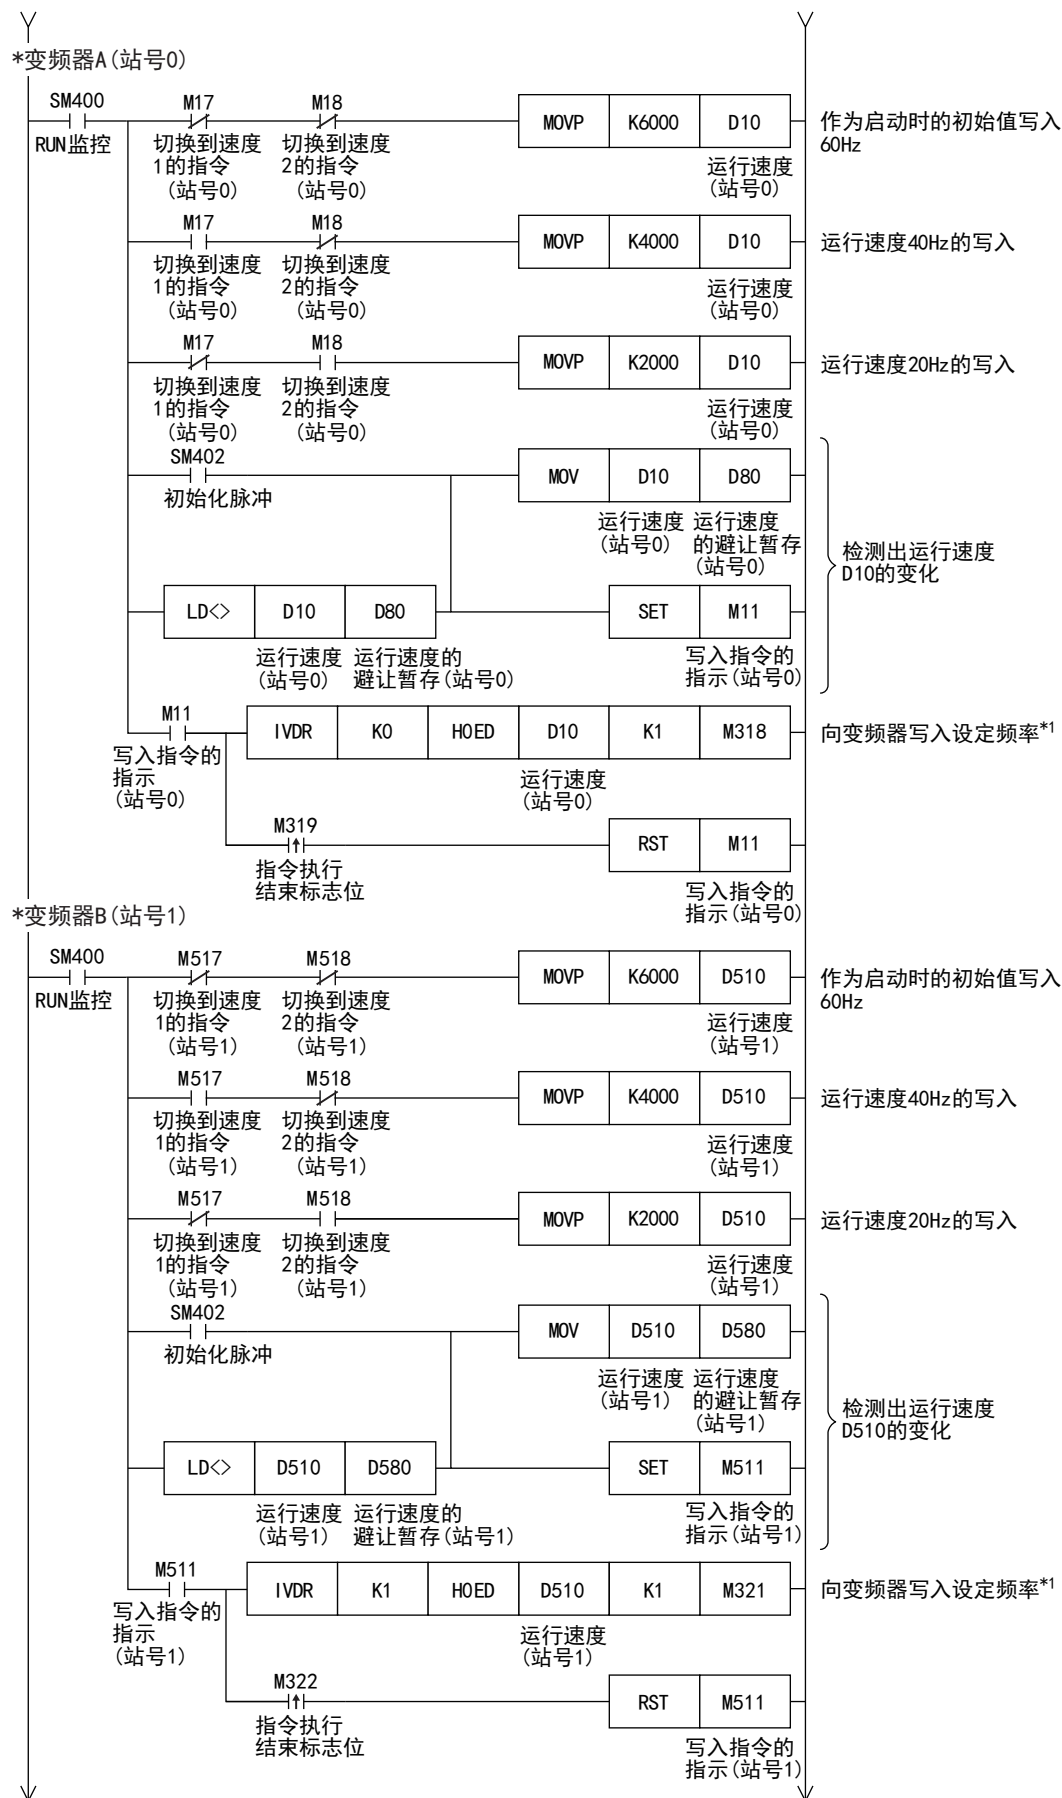 *变频器A(站号0)
SM400 M17 M18
MOVP K6000 D10 作为启动时的初始值写入
RUN监控 切换到速度 切换到速度 60Hz
1的指令 2的指令 运行速度
(站号0) (站号0) (站号0)
M17 M18
MOVP K4000 D10 运行速度40Hz的写入
切换到速度 切换到速度
1的指令 2的指令 运行速度
(站号0) (站号0) (站号0)
M17 M18
MOVP K2000 D10 运行速度20Hz的写入
切换到速度 切换到速度
1的指令 2的指令 运行速度
(站号0) (站号0) (站号0)
SM402
MOV D10 D80
初始化脉冲
运行速度 运行速度
(站号0) 的避让暂存
(站号0)
检测出运行速度
D10的变化
LD<> D10 D80 SET M11
运行速度 运行速度的 写入指令的
(站号0) 避让暂存(站号0) 指示(站号0)
M11
IVDR K0 H0ED D10 K1 M318 向变频器写入设定频率*1
写入指令的
指示 运行速度
(站号0) (站号0)
M319
RST M11
指令执行
结束标志位 写入指令的
指示(站号0)
*变频器B(站号1)
SM400 M517 M518
MOVP K6000 D510 作为启动时的初始值写入
RUN监控 切换到速度 切换到速度 60Hz
1的指令 2的指令 运行速度
(站号1) (站号1) (站号1)
M517 M518
MOVP K4000 D510 运行速度40Hz的写入
切换到速度 切换到速度
1的指令 2的指令 运行速度
(站号1) (站号1) (站号1)
M517 M518
MOVP K2000 D510 运行速度20Hz的写入
切换到速度 切换到速度
1的指令 2的指令 运行速度
(站号1) (站号1) (站号1)
SM402
MOV D510 D580
初始化脉冲
运行速度 运行速度
(站号1) 的避让暂存
(站号1)
检测出运行速度
D510的变化
LD<> D510 D580 SET M511
运行速度 运行速度的 写入指令的
(站号1) 避让暂存(站号1) 指示(站号1)
M511
IVDR K1 H0ED D510 K1 M321 向变频器写入设定频率*1
写入指令的
指示 运行速度
(站号1) (站号1)
M322
RST M511
指令执行
结束标志位 写入指令的
指示(站号1)